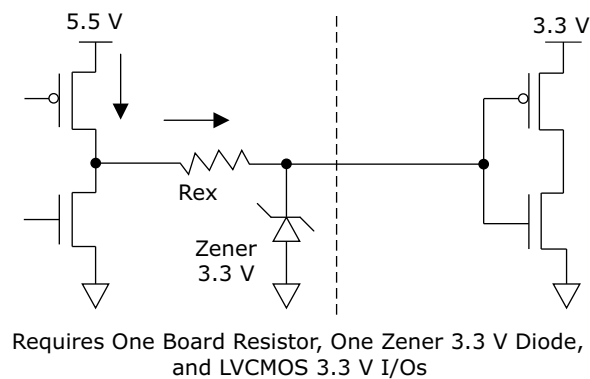 5.5 V
3.3 V
Rex
Zener
3.3 V
Requires One Board Resistor, One Zener 3.3 V Diode,
and LVCMOS 3.3 V I/Os